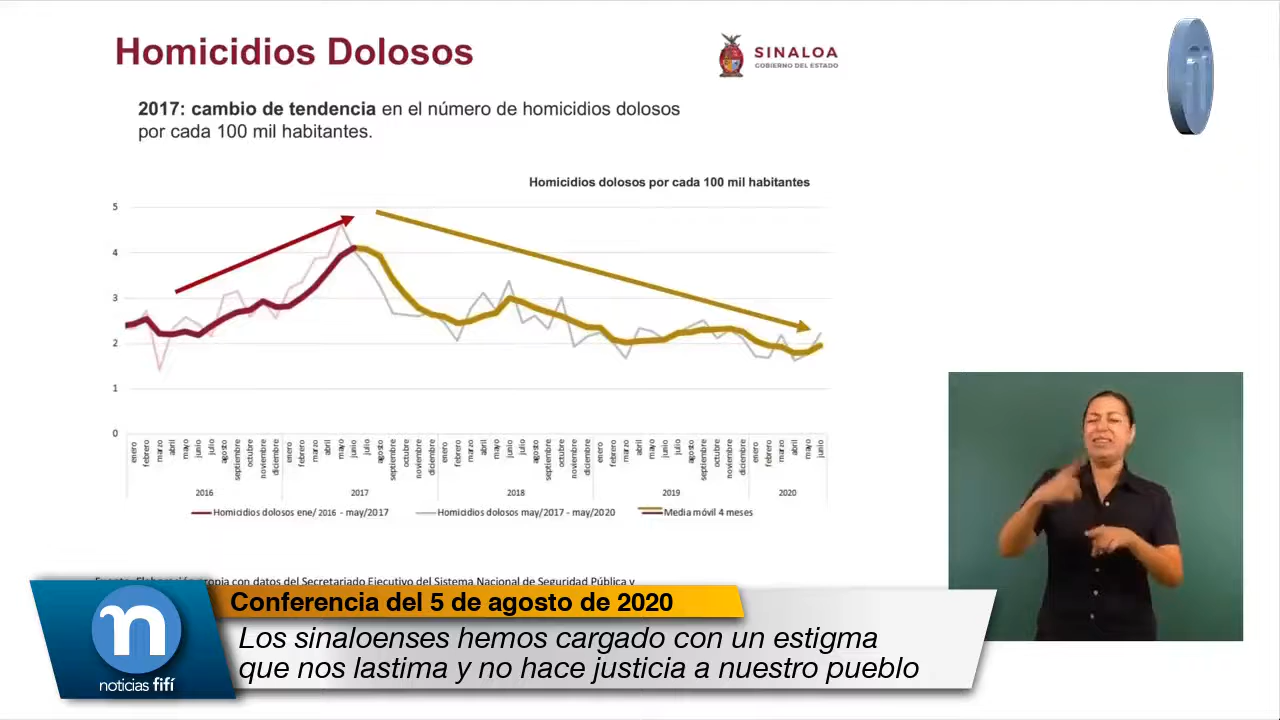 Homicidios Dolosos
SINALOA
GOBIERNO DEL ESTADO
2017: cambio de tendencia en el número de homicidios dolosos
por cada 100 mil habitantes.
Homicidios dolosos por cada 100 mil habitantes
5
4
3
2
1
0
enero febrero marzo abril mayo junio julio agosto septiembre octubre noviembre diciembre enero febrero marzo abril mayo junio julio agosto septiembre octubre noviembre diciembre enero febrero marzo abril mayo junio julio agosto septiembre octubre noviembre diciembre enero febrero marzo abril mayo junio julio agosto septiembre octubre noviembre diciembre enero febrero marzo abril mayo junio
2016 2017 2018 2019 2020
Homicidios dolosos ene/ 2016 - may/2017 Homicidios dolosos may/2017 - may/2020 Media móvil 4 meses
Fuente: Elaboración propia con datos del Secretariado Ejecutivo del Sistema Nacional de Seguridad Pública y
Conferencia del 5 de agosto de 2020
Los sinaloenses hemos cargado con un estigma
que nos lastima y no hace justicia a nuestro pueblo
n
noticias fifí